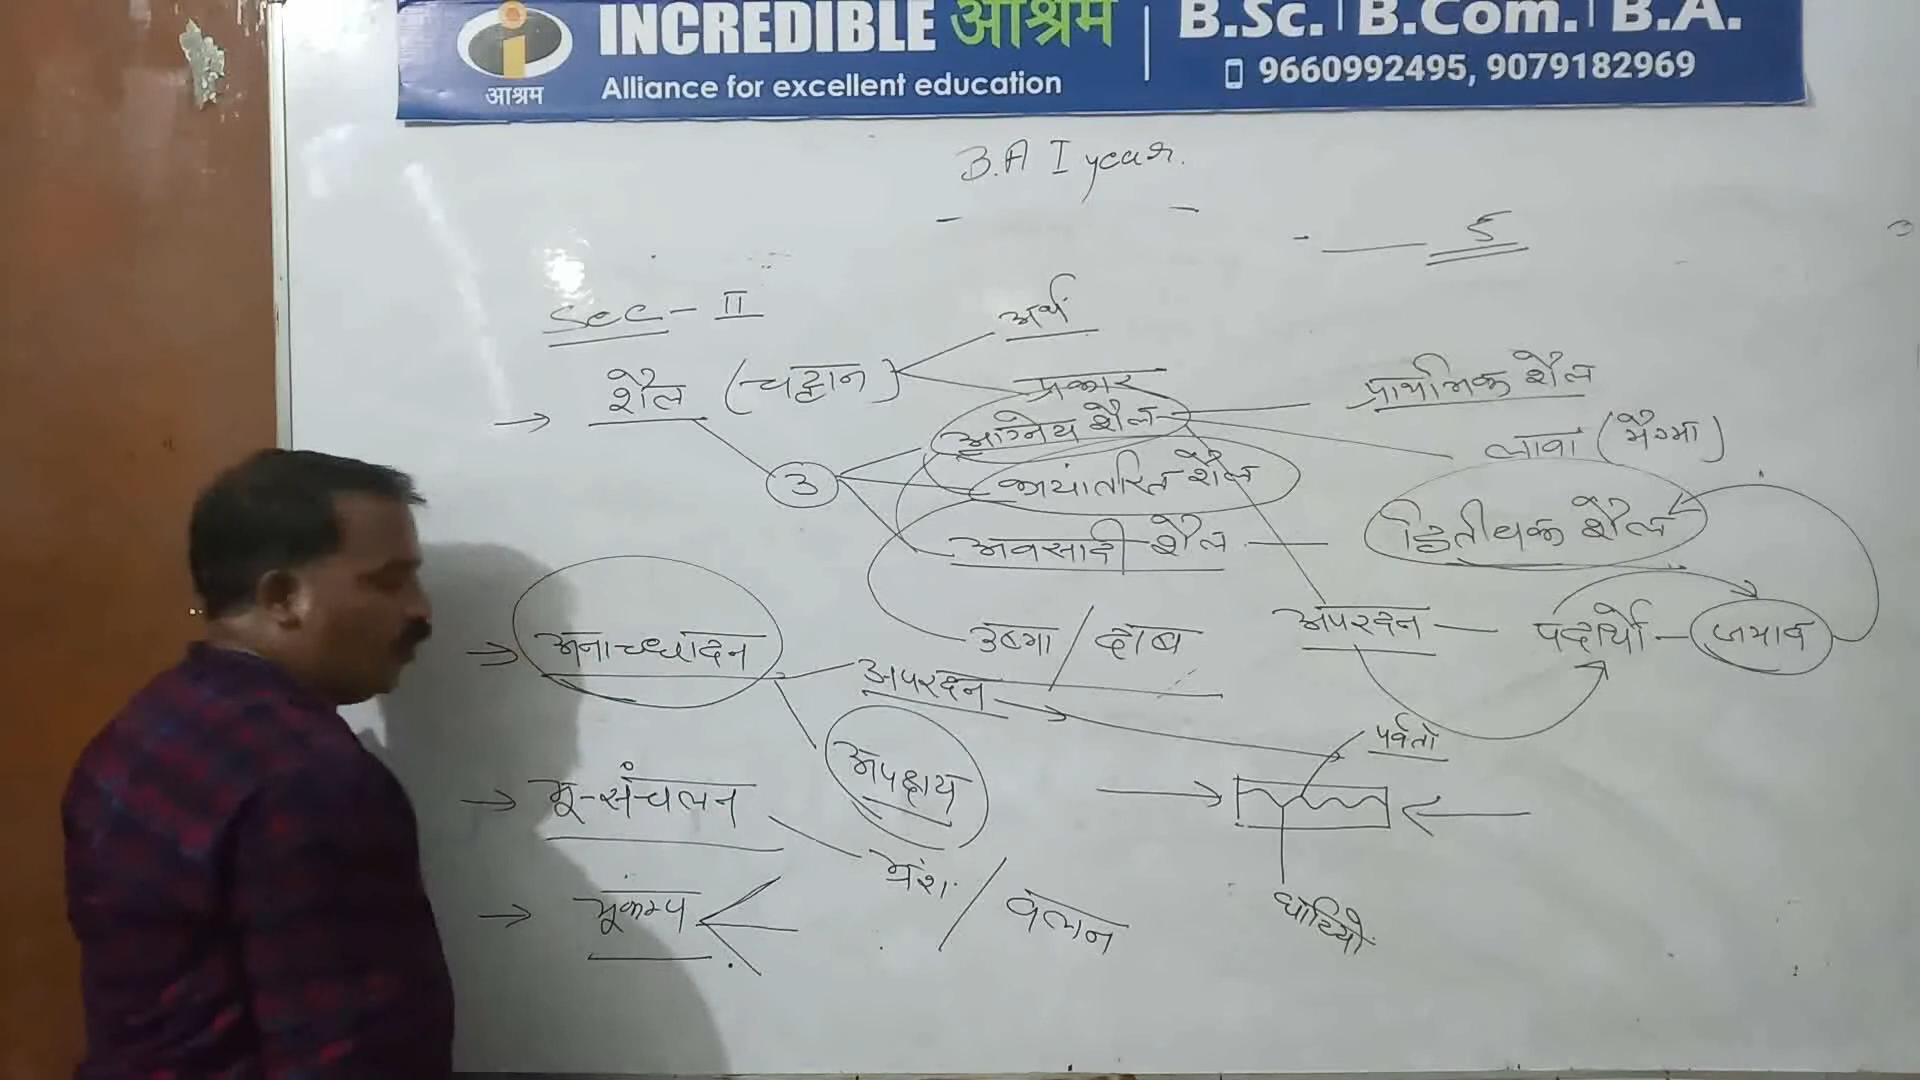 INCREDIBLE आश्रम
Alliance for excellent education
आश्रम
B.Sc. | B.Com. | B.A.
9660992495, 9079182969
B.A I year.
5
Sec - II
अर्थ
शैल (चट्टान)
प्रकार
3
आग्नेय शैल
प्राथमिक शैल
लावा (मैग्मा)
कायांतरित शैल
अवसादी शैल
द्वितीयक शैल
उष्मा / दाब
अपरदन
पदार्थो
जमाव
अनाच्छादन
अपरदन
अपक्षय
पर्वतो
भू-संचलन
भ्रंश / वलन
घाटियो
भूकम्प